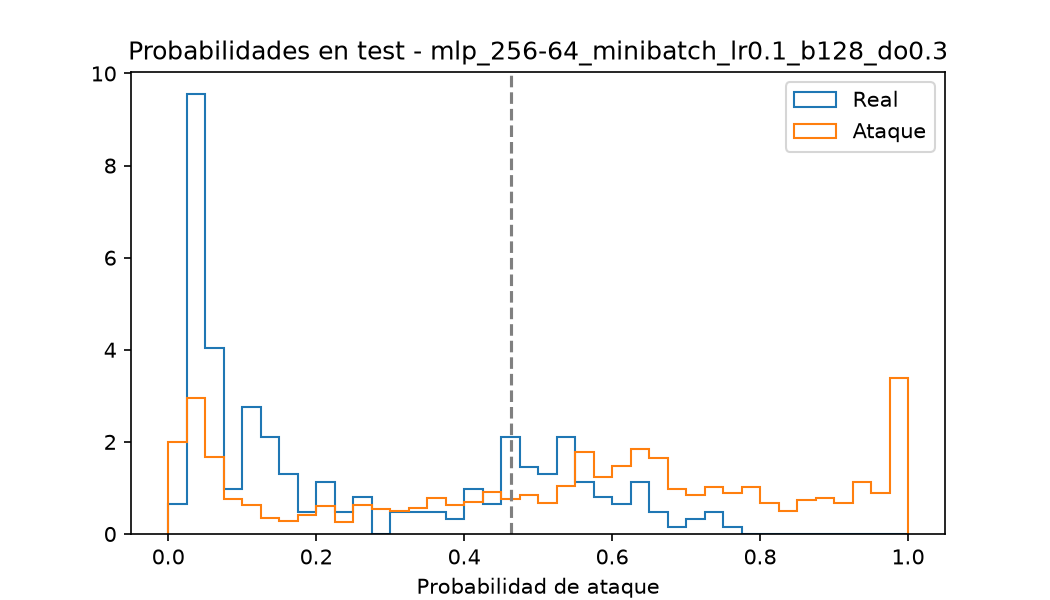 Probabilidades en test - mlp_256-64_minibatch_lr0.1_b128_do0.3
Real
Ataque
10
8
6
4
2
0
0.0 0.2 0.4 0.6 0.8 1.0
Probabilidad de ataque